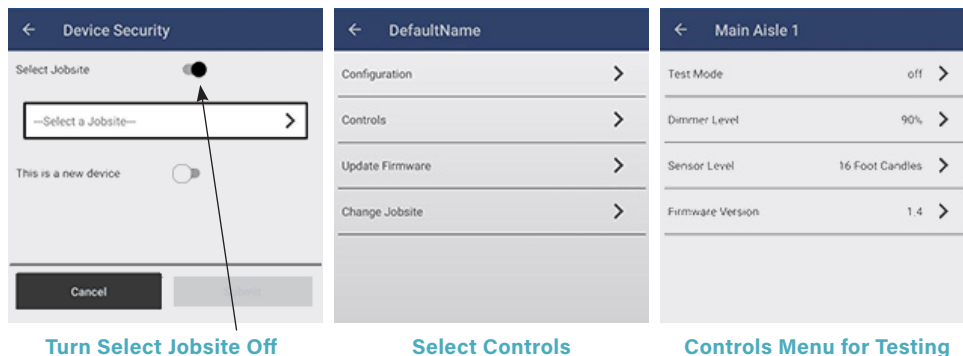 Device Security
Select Jobsite
---Select a Jobsite---
This is a new device
Cancel
Turn Select Jobsite Off
DefaultName
Configuration
Controls
Update Firmware
Change Jobsite
Select Controls
Main Aisle 1
Test Mode off
Dimmer Level 90%
Sensor Level 16 Foot Candles
Firmware Version 1.4
Controls Menu for Testing